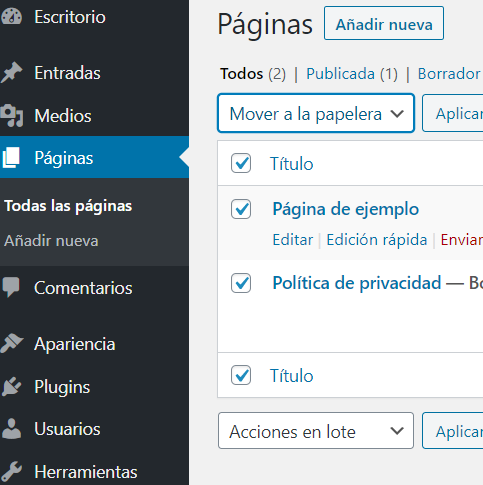 Escritorio
Entradas
Medios
Páginas
Todas las páginas
Añadir nueva
Comentarios
Apariencia
Plugins
Usuarios
Herramientas
Páginas Añadir nueva
Todos (2) | Publicada (1) | Borrador
Mover a la papelera Aplicar
Título
Página de ejemplo
Editar | Edición rápida | Enviar
Política de privacidad — Bo
Título
Acciones en lote Aplicar